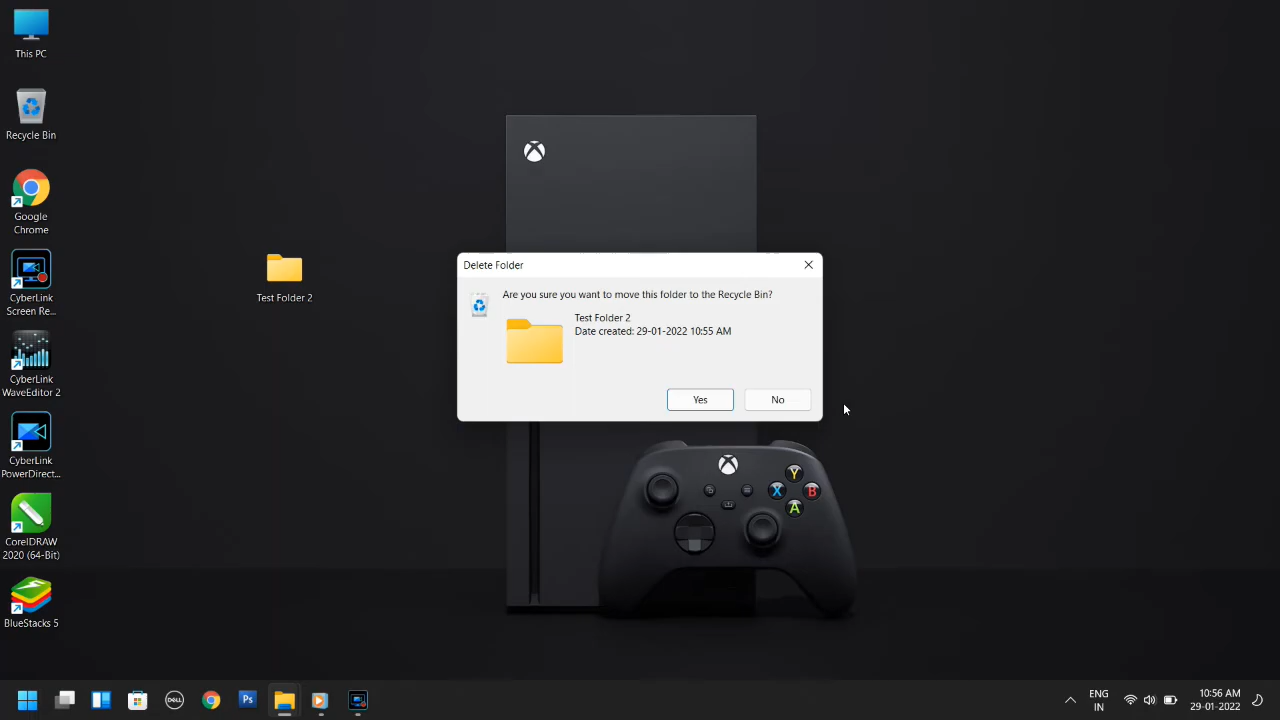 This PC
Recycle Bin
Google
Chrome
CyberLink
Screen Re...
CyberLink
WaveEditor 2
CyberLink
PowerDirect...
CorelDRAW
2020 (64-Bit)
BlueStacks 5
Test Folder 2
Delete Folder
Are you sure you want to move this folder to the Recycle Bin?
Test Folder 2
Date created: 29-01-2022 10:55 AM
Yes
No
Y
X
B
A
DELL
Ps
ENG
IN
10:56 AM
29-01-2022